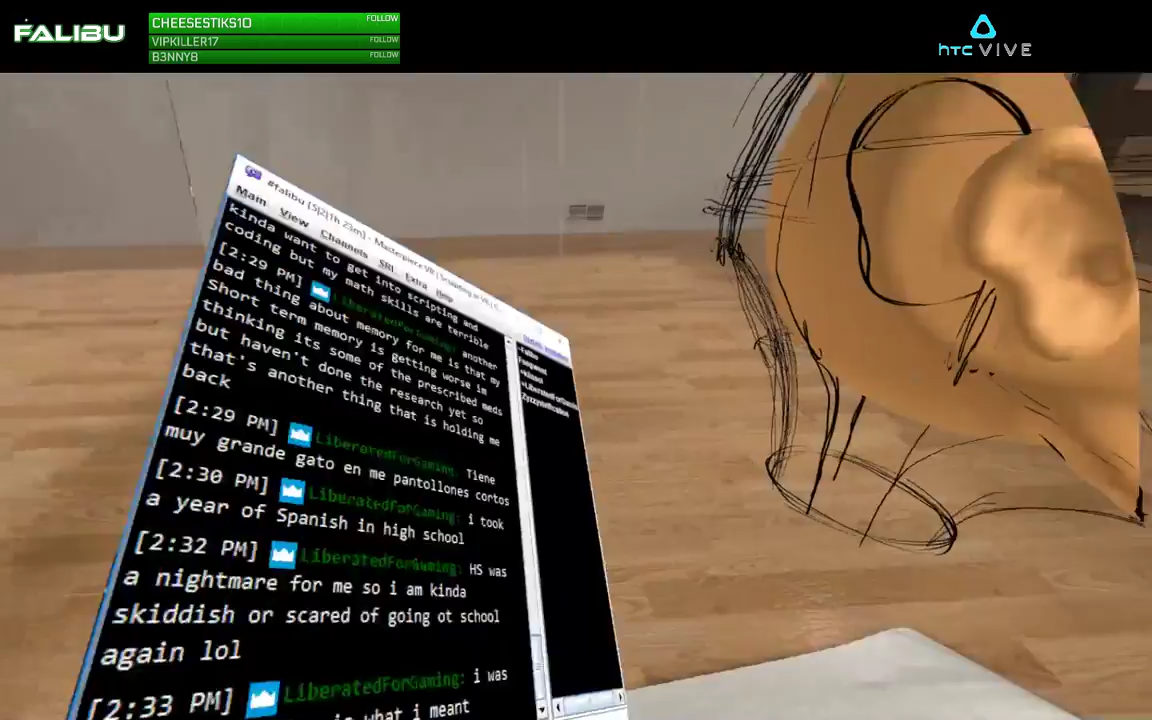 FALIBU
CHEESESTIKS1D FOLLOW
VIPKILLER17 FOLLOW
B3NNY8 FOLLOW
HTC VIVE
#falibu
Main View Channels SRl Extra Help
kinda want to get into scripting and
coding but my math skills are terrible
[2:29 PM] LiberatedForGaming: another
bad thing about memory for me is that my
Short term memory is getting worse im
thinking its some of the prescribed meds
but haven't done the research yet so
that's another thing that is holding me
back
[2:29 PM] LiberatedForGaming: Tiene
muy grande gato en me pantollones cortos
[2:30 PM] LiberatedForGaming: i took
a year of Spanish in high school
[2:32 PM] LiberatedForGaming: HS was
a nightmare for me so i am kinda
skiddish or scared of going ot school
again lol
[2:33 PM] LiberatedForGaming: i was
is what i meant